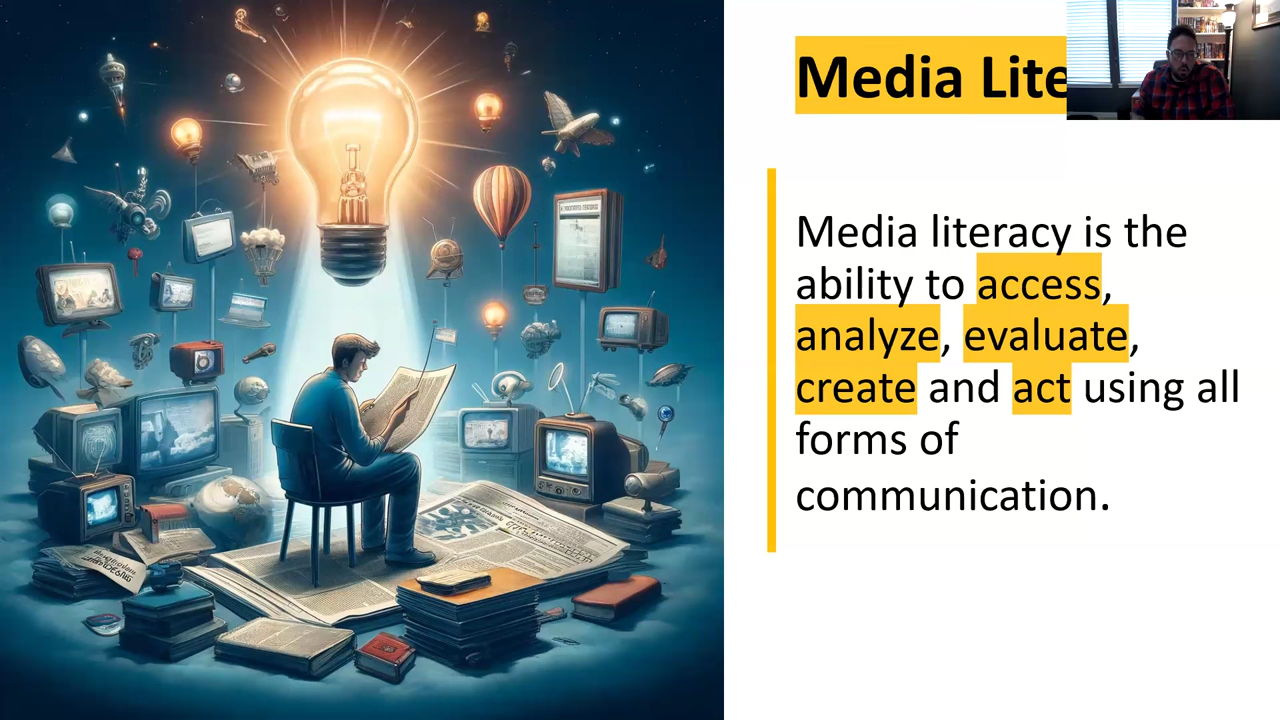 Media Lite
Media literacy is the
ability to access,
analyze, evaluate,
create and act using all
forms of
communication.